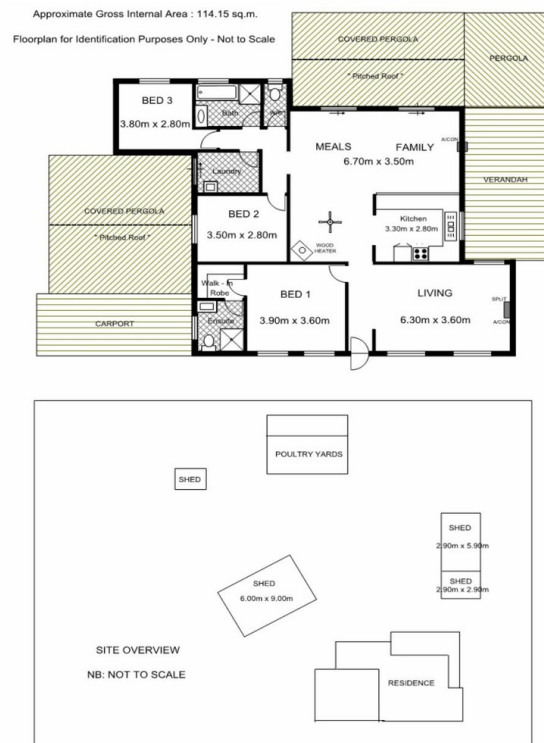 Approximate Gross Internal Area : 114.15 sq.m.
Floorplan for Identification Purposes Only - Not to Scale
COVERED PERGOLA
" Pitched Roof "
PERGOLA
BED 3
3.80m x 2.80m
Bath
MEALS
FAMILY
6.70m x 3.50m
A/CON
VERANDAH
Laundry
BED 2
3.50m x 2.80m
Kitchen
3.30m x 2.80m
WOOD
HEATER
COVERED PERGOLA
" Pitched Roof "
Walk - In
Robe
BED 1
3.90m x 3.60m
LIVING
6.30m x 3.60m
SPLIT
A/CON
Ensuite
CARPORT
POULTRY YARDS
SHED
SHED
2.90m x 5.90m
SHED
2.90m x 2.90m
SHED
6.00m x 9.00m
SITE OVERVIEW
NB: NOT TO SCALE
RESIDENCE